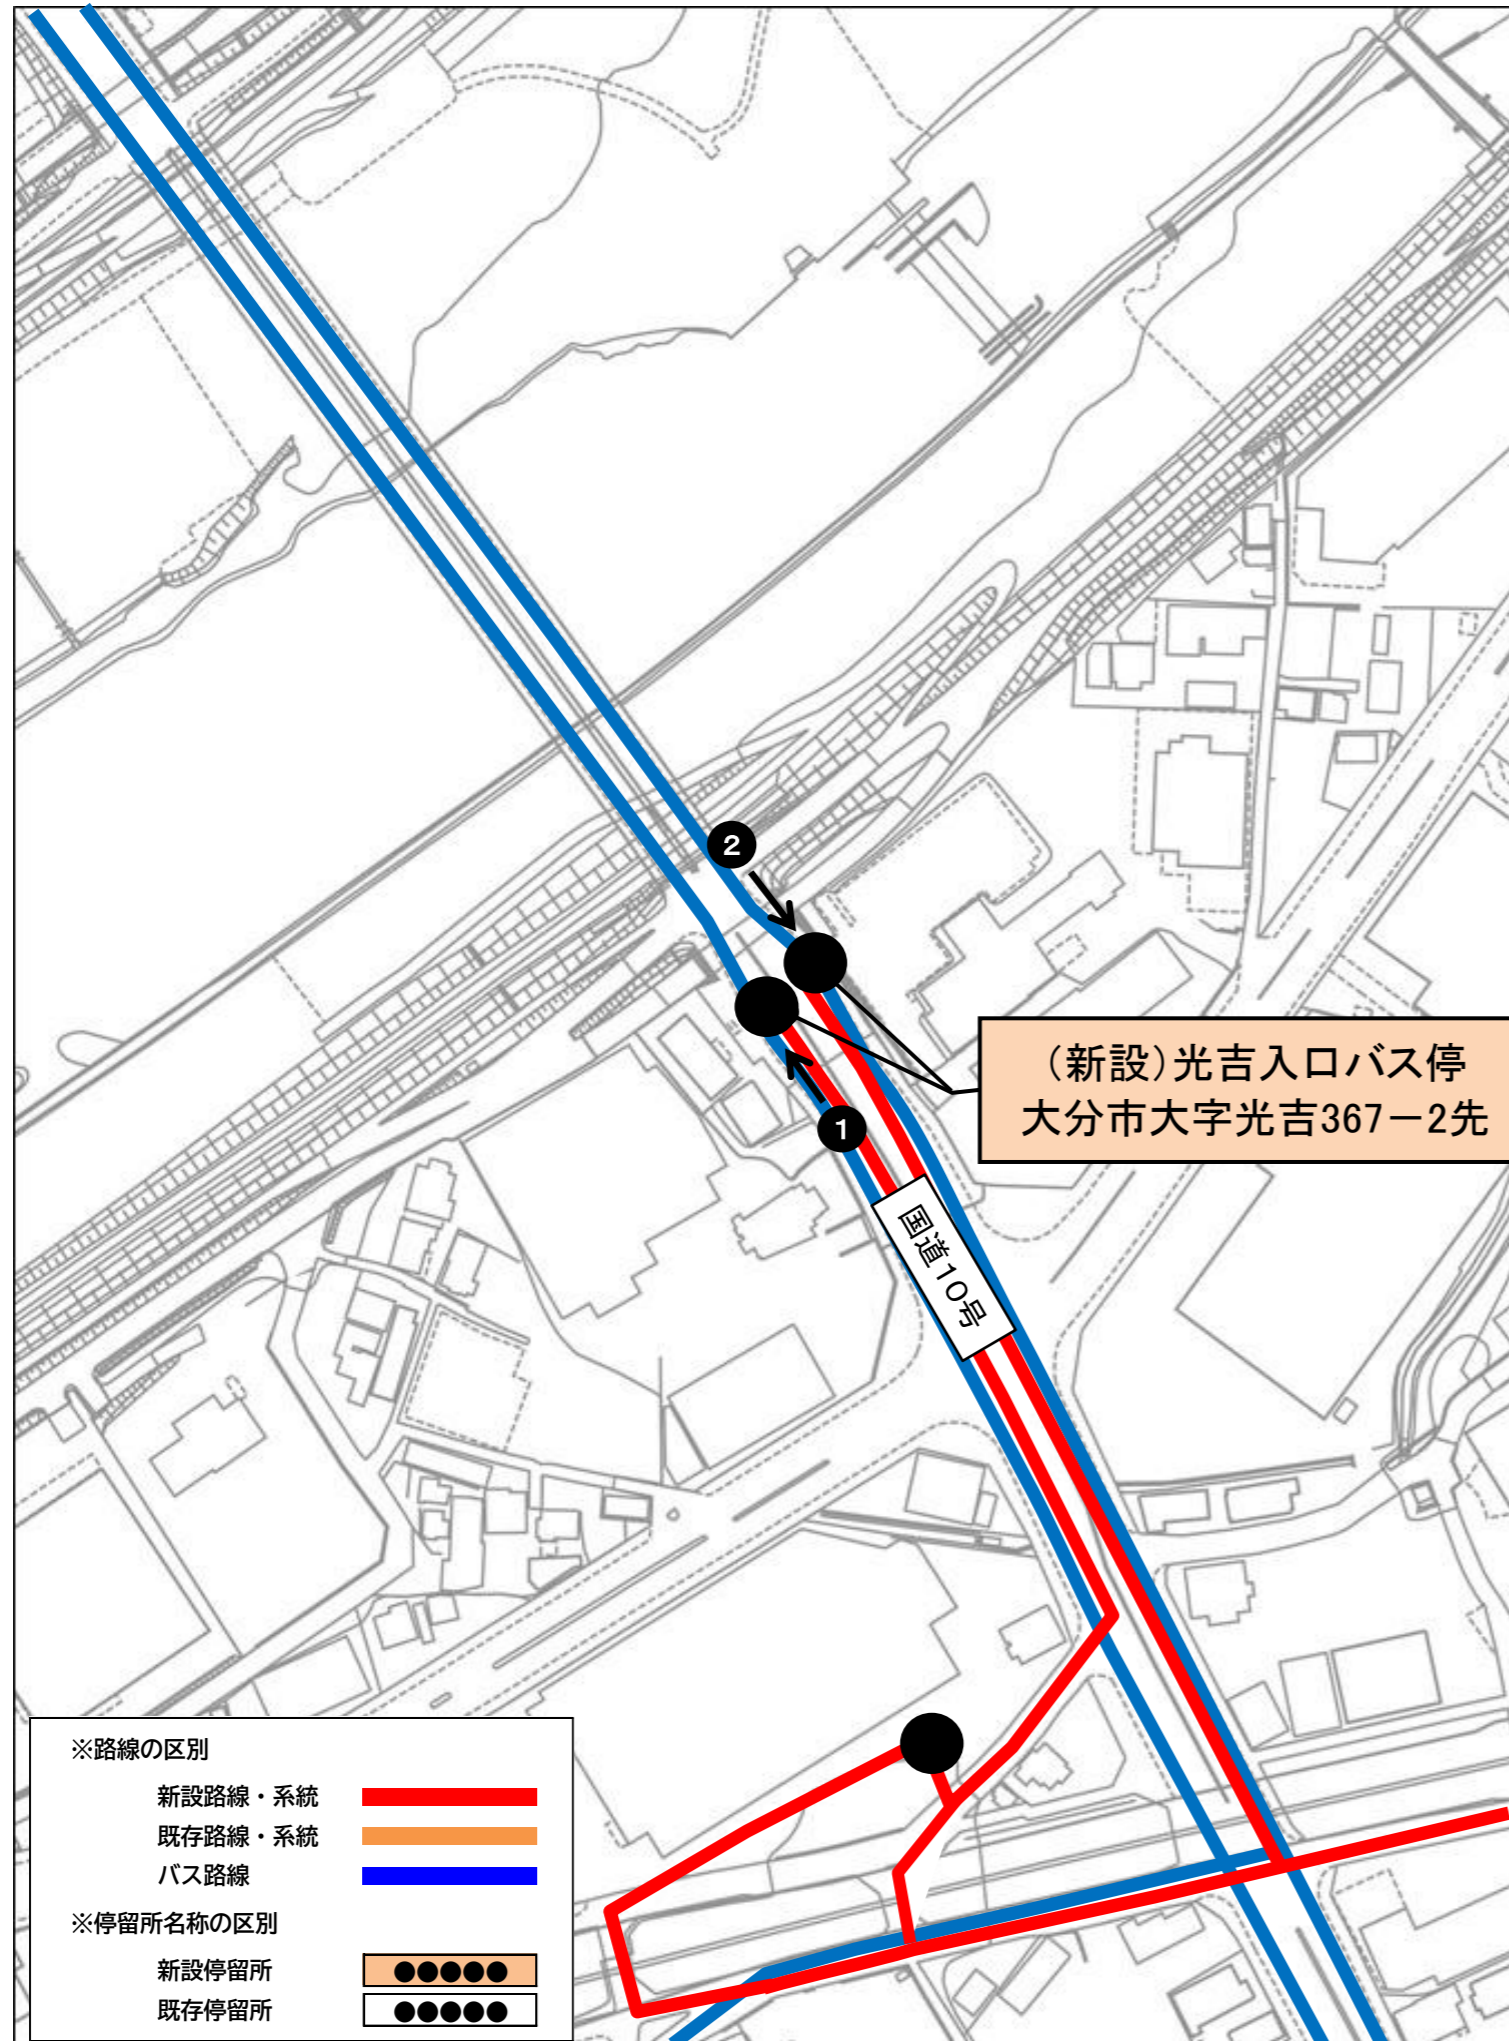 2
(新設)光吉入口バス停
大分市大字光吉367－2先
1
国道10号
※路線の区別
新設路線・系統
既存路線・系統
バス路線
※停留所名称の区別
新設停留所
●●●●●
既存停留所
●●●●●